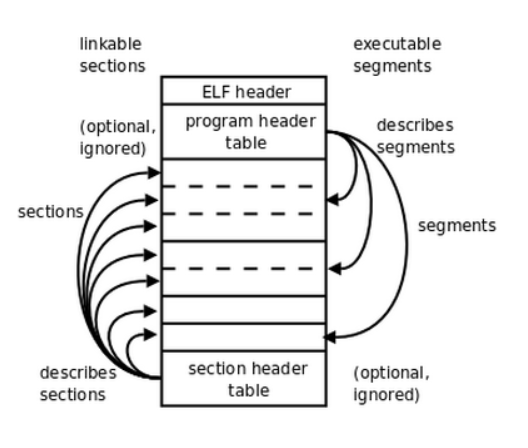 linkable
sections
executable
segments
ELF header
(optional,
ignored)
program header
table
describes
segments
sections
segments
describes
sections
section header
table
(optional,
ignored)